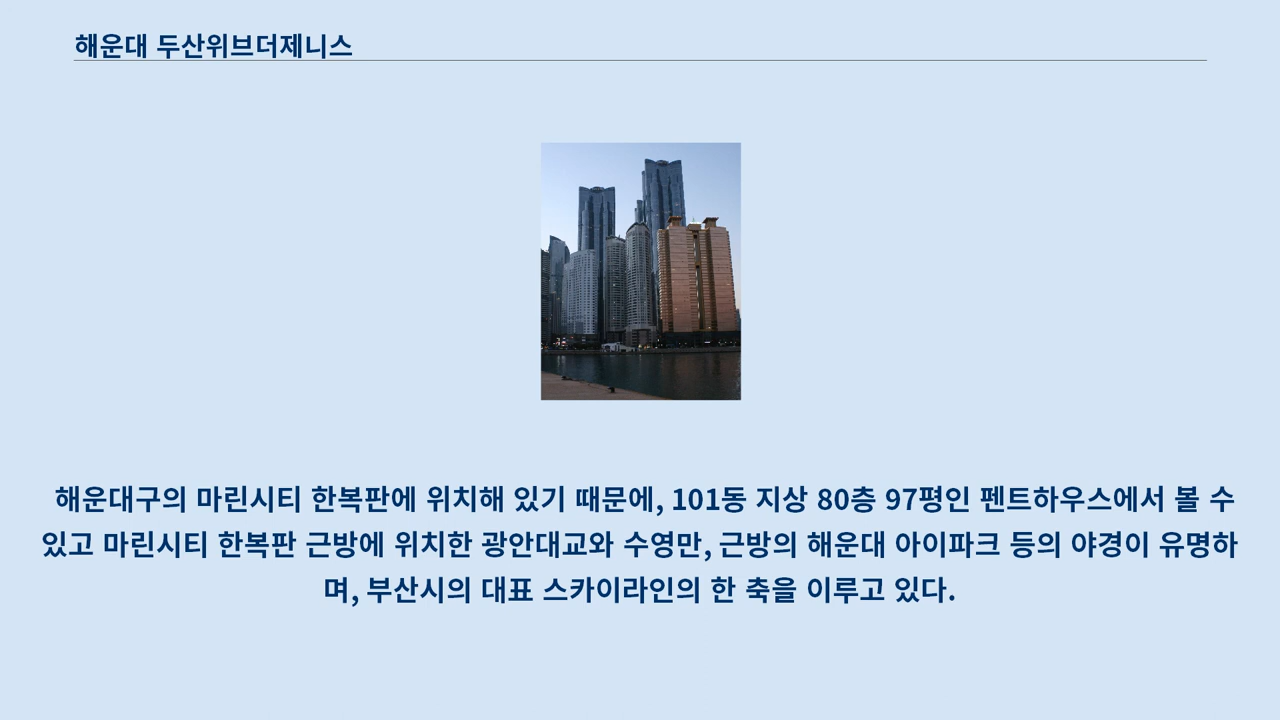 해운대 두산위브더제니스
해운대구의 마린시티 한복판에 위치해 있기 때문에, 101동 지상 80층 97평인 펜트하우스에서 볼 수
있고 마린시티 한복판 근방에 위치한 광안대교와 수영만, 근방의 해운대 아이파크 등의 야경이 유명하
며, 부산시의 대표 스카이라인의 한 축을 이루고 있다.